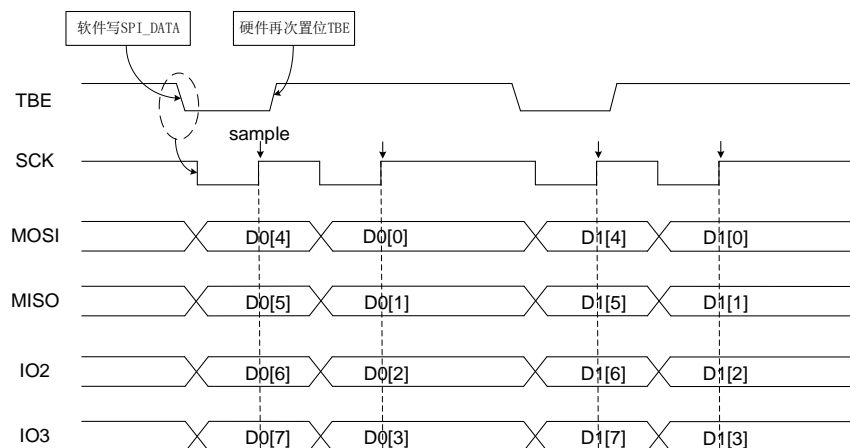 软件写SPI_DATA
硬件再次置位TBE
TBE
sample
SCK
MOSI D0[4] D0[0] D1[4] D1[0]
MISO D0[5] D0[1] D1[5] D1[1]
IO2 D0[6] D0[2] D1[6] D1[2]
IO3 D0[7] D0[3] D1[7] D1[3]